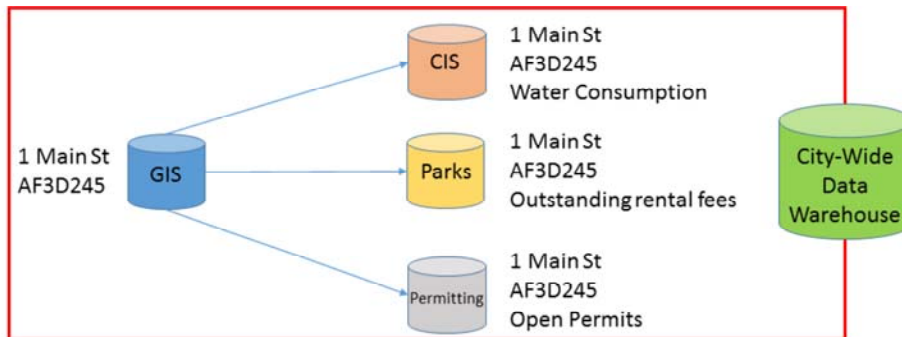 1 Main St
AF3D245
GIS
CIS
1 Main St
AF3D245
Water Consumption
Parks
1 Main St
AF3D245
Outstanding rental fees
Permitting
1 Main St
AF3D245
Open Permits
City-Wide
Data
Warehouse